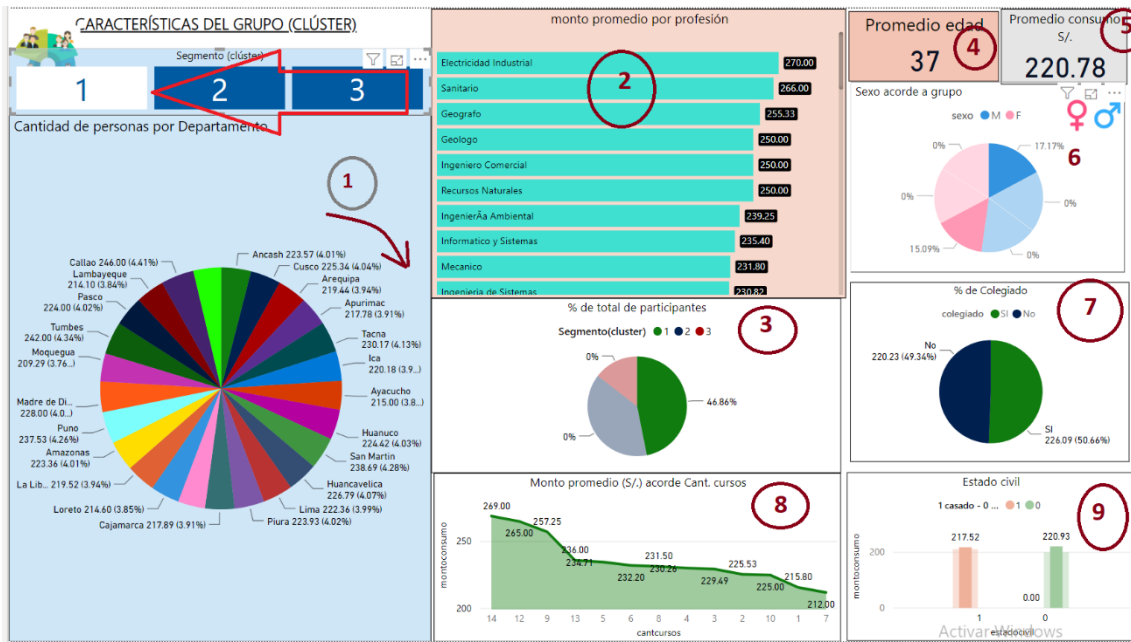 CARACTERÍSTICAS DEL GRUPO (CLÚSTER)
Segmento (clúster)
1
2
3
Cantidad de personas por Departamento
1
Ancash 223.57 (4.01%)
Cusco 225.34 (4.04%)
Arequipa
219.44 (3.94%)
Apurimac
217.78 (3.91%)
Tacna
230.17 (4.13%)
Ica
220.18 (3.9...)
Ayacucho
215.00 (3.8...)
Huanuco
224.42 (4.03%)
San Martin
238.69 (4.28%)
Huancavelica
226.79 (4.07%)
Lima 222.36 (3.99%)
Piura 223.93 (4.02%)
Cajamarca 217.89 (3.91%)
Loreto 214.60 (3.85%)
La Lib... 219.52 (3.94%)
Amazonas
223.36 (4.01%)
Puno
237.53 (4.26%)
Madre de Di...
228.00 (4.0...)
Moquegua
209.29 (3.76...)
Tumbes
242.00 (4.34%)
Pasco
224.00 (4.02%)
Lambayeque
214.10 (3.84%)
Callao 246.00 (4.41%)
monto promedio por profesión
2
Electricidad Industrial 270.00
Sanitario 266.00
Geografo 255.33
Geologo 250.00
Ingeniero Comercial 250.00
Recursos Naturales 250.00
IngenierÃa Ambiental 239.25
Informatico y Sistemas 235.40
Mecanico 231.80
Ingenieria de Sistemas 230.82
% de total de participantes
Segmento(cluster) 1 2 3
3
0%
46.86%
0%
Promedio edad
37
4
Promedio consumo
S/.
220.78
5
Sexo acorde a grupo
sexo M F
6
0%
17.17%
0%
0%
15.09%
0%
% de Colegiado
colegiado SI No
7
No
220.23 (49.34%)
SI
226.09 (50.66%)
Monto promedio (S/.) acorde Cant. cursos
8
montoconsumo
250
200
269.00
265.00
257.25
236.00
234.71
232.20
231.50
230.26
229.49
225.53
225.00
215.80
212.00
14 12 9 13 5 6 8 4 3 2 10 1 7
cantcursos
Estado civil
1 casado - 0 ... 1 0
9
montoconsumo
200
0
217.52
0.00
220.93
1 0
estadocivil
Activar Windows